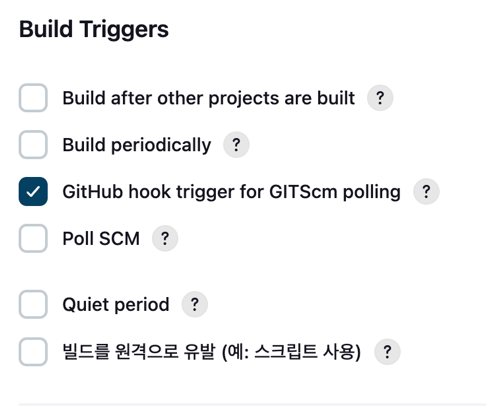 Build Triggers
Build after other projects are built ?
Build periodically ?
GitHub hook trigger for GITScm polling ?
Poll SCM ?
Quiet period ?
빌드를 원격으로 유발 (예: 스크립트 사용) ?